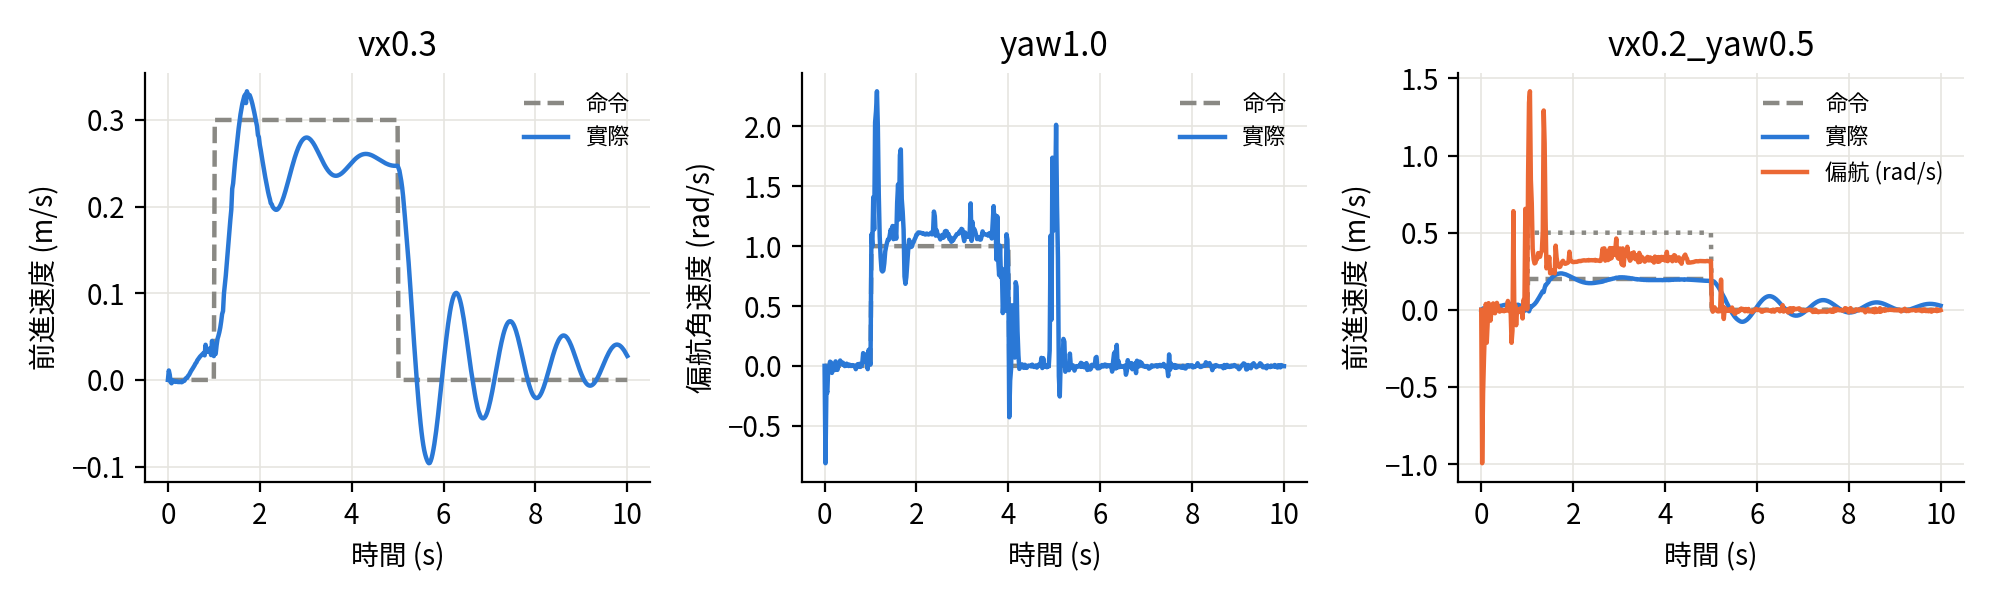 vx0.3
命令
實際
0.3
0.2
0.1
0.0
−0.1
前進速度 (m/s)
0 2 4 6 8 10
時間 (s)
yaw1.0
命令
實際
2.0
1.5
1.0
0.5
0.0
−0.5
偏航角速度 (rad/s)
0 2 4 6 8 10
時間 (s)
vx0.2_yaw0.5
命令
實際
偏航 (rad/s)
1.5
1.0
0.5
0.0
−0.5
−1.0
前進速度 (m/s)
0 2 4 6 8 10
時間 (s)